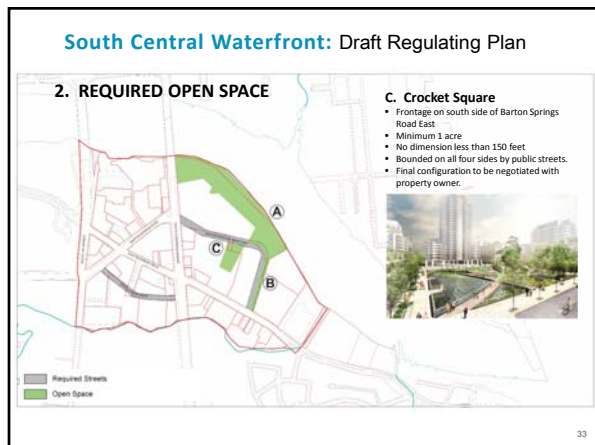 South Central Waterfront: Draft Regulating Plan
2. REQUIRED OPEN SPACE
C. Crocket Square
• Frontage on south side of Barton Springs
Road East
• Minimum 1 acre
• No dimension less than 150 feet
• Bounded on all four sides by public streets.
• Final configuration to be negotiated with
property owner.
A
C
B
Required Streets
Open Space
33